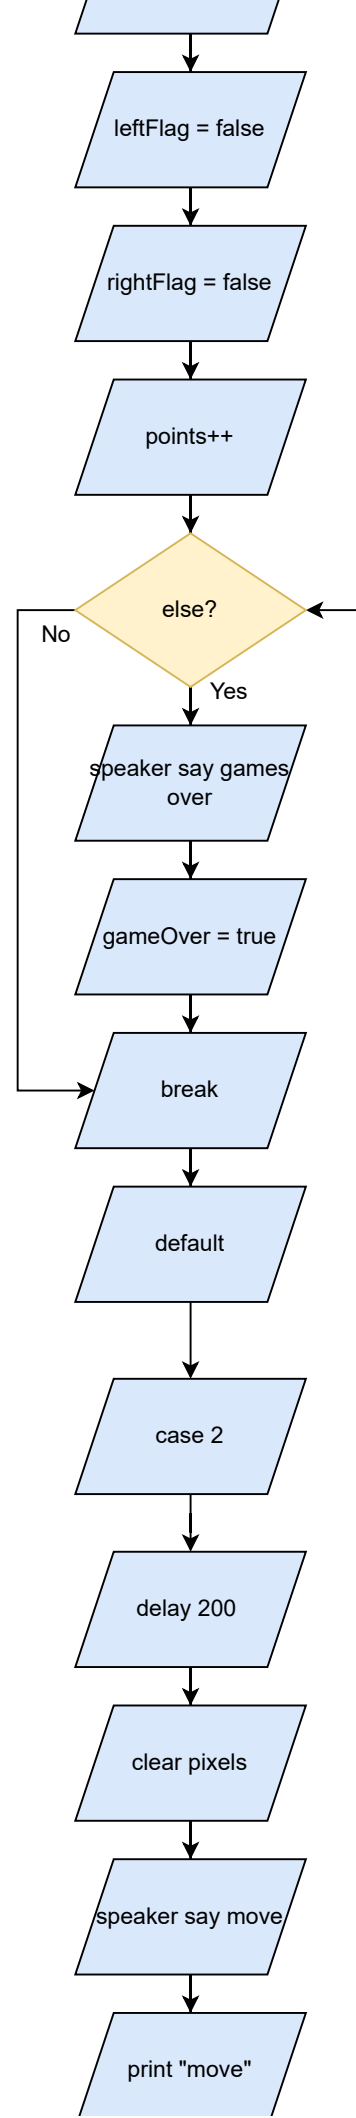 leftFlag = false
rightFlag = false
points++
else?
No
Yes
speaker say games
over
gameOver = true
break
default
case 2
delay 200
clear pixels
speaker say move
print "move"